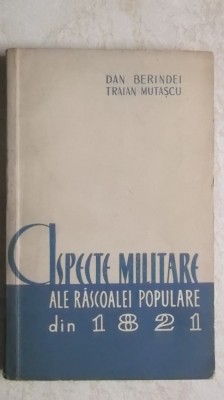 DAN BERINDEI
TRAIAN MUTAȘCU
ASPECTE MILITARE
ALE RĂSCOALEI POPULARE
din 1821